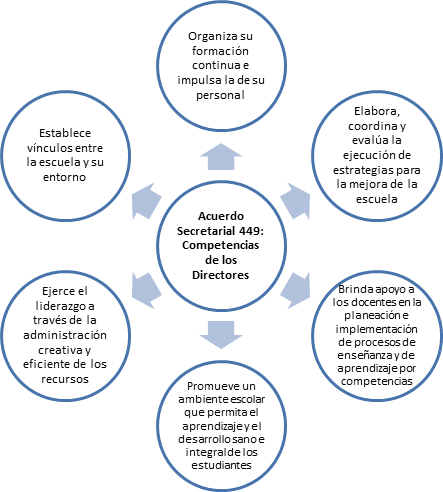 Organiza su
formación
continua e
impulsa la de su
personal
Elabora,
coordina y
evalúa la
ejecución de
estrategias para
la mejora de la
escuela
Establece
vínculos entre
la escuela y su
entorno
Acuerdo
Secretarial 449:
Competencias
de los
Directores
Ejerce el
liderazgo a
través de la
administración
creativa y
eficiente de los
recursos
Brinda apoyo a
los docentes en la
planeación e
implementación
de procesos de
enseñanza y de
aprendizaje por
competencias
Promueve un
ambiente escolar
que permita el
aprendizaje y el
desarrollo sano e
integral de los
estudiantes